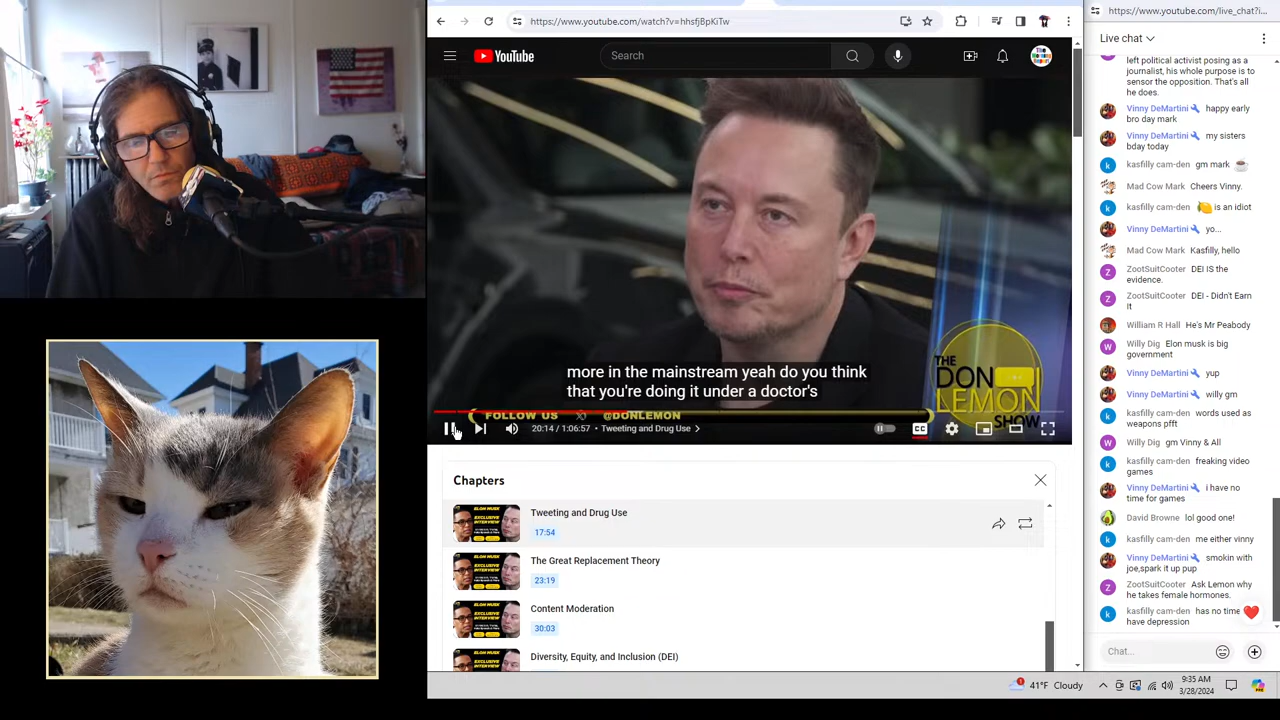 https://www.youtube.com/watch?v=hhsfjBpKiTw
YouTube
Search
more in the mainstream yeah do you think
that you're doing it under a doctor's
THE
DON
LEMON
SHOW
FOLLOW US
@DONLEMON
20:14 / 1:06:57 • Tweeting and Drug Use
CC
Chapters
Tweeting and Drug Use
17:54
The Great Replacement Theory
23:19
Content Moderation
30:03
Diversity, Equity, and Inclusion (DEI)
https://www.youtube.com/live_chat?i...
Live chat
left political activist posing as a
journalist, his whole purpose is to
sensor the opposition. That's all
he does.
Vinny DeMartini happy early
bro day mark
Vinny DeMartini my sisters
bday today
kasfilly cam-den gm mark ☕
Mad Cow Mark Cheers Vinny.
kasfilly cam-den 🍋 is an idiot
Vinny DeMartini yo...
Mad Cow Mark Kasfilly, hello
ZootSuitCooter DEI IS the
evidence.
ZootSuitCooter DEI - Didn't Earn
It
William R Hall He's Mr Peabody
Willy Dig Elon musk is big
government
Vinny DeMartini yup
Vinny DeMartini willy dig
kasfilly cam-den words used as
weapons pfft
Willy Dig gm Vinny & All
kasfilly cam-den freaking video
games
Vinny DeMartini i have no
time for games
David Browne good one!
kasfilly cam-den me either vinny
Vinny DeMartini smokin with
joe,spark it up pup
ZootSuitCooter Ask Lemon why
he takes female hormones.
kasfilly cam-den has no time
have depression
Chat...
41°F Cloudy
9:35 AM
3/28/2024